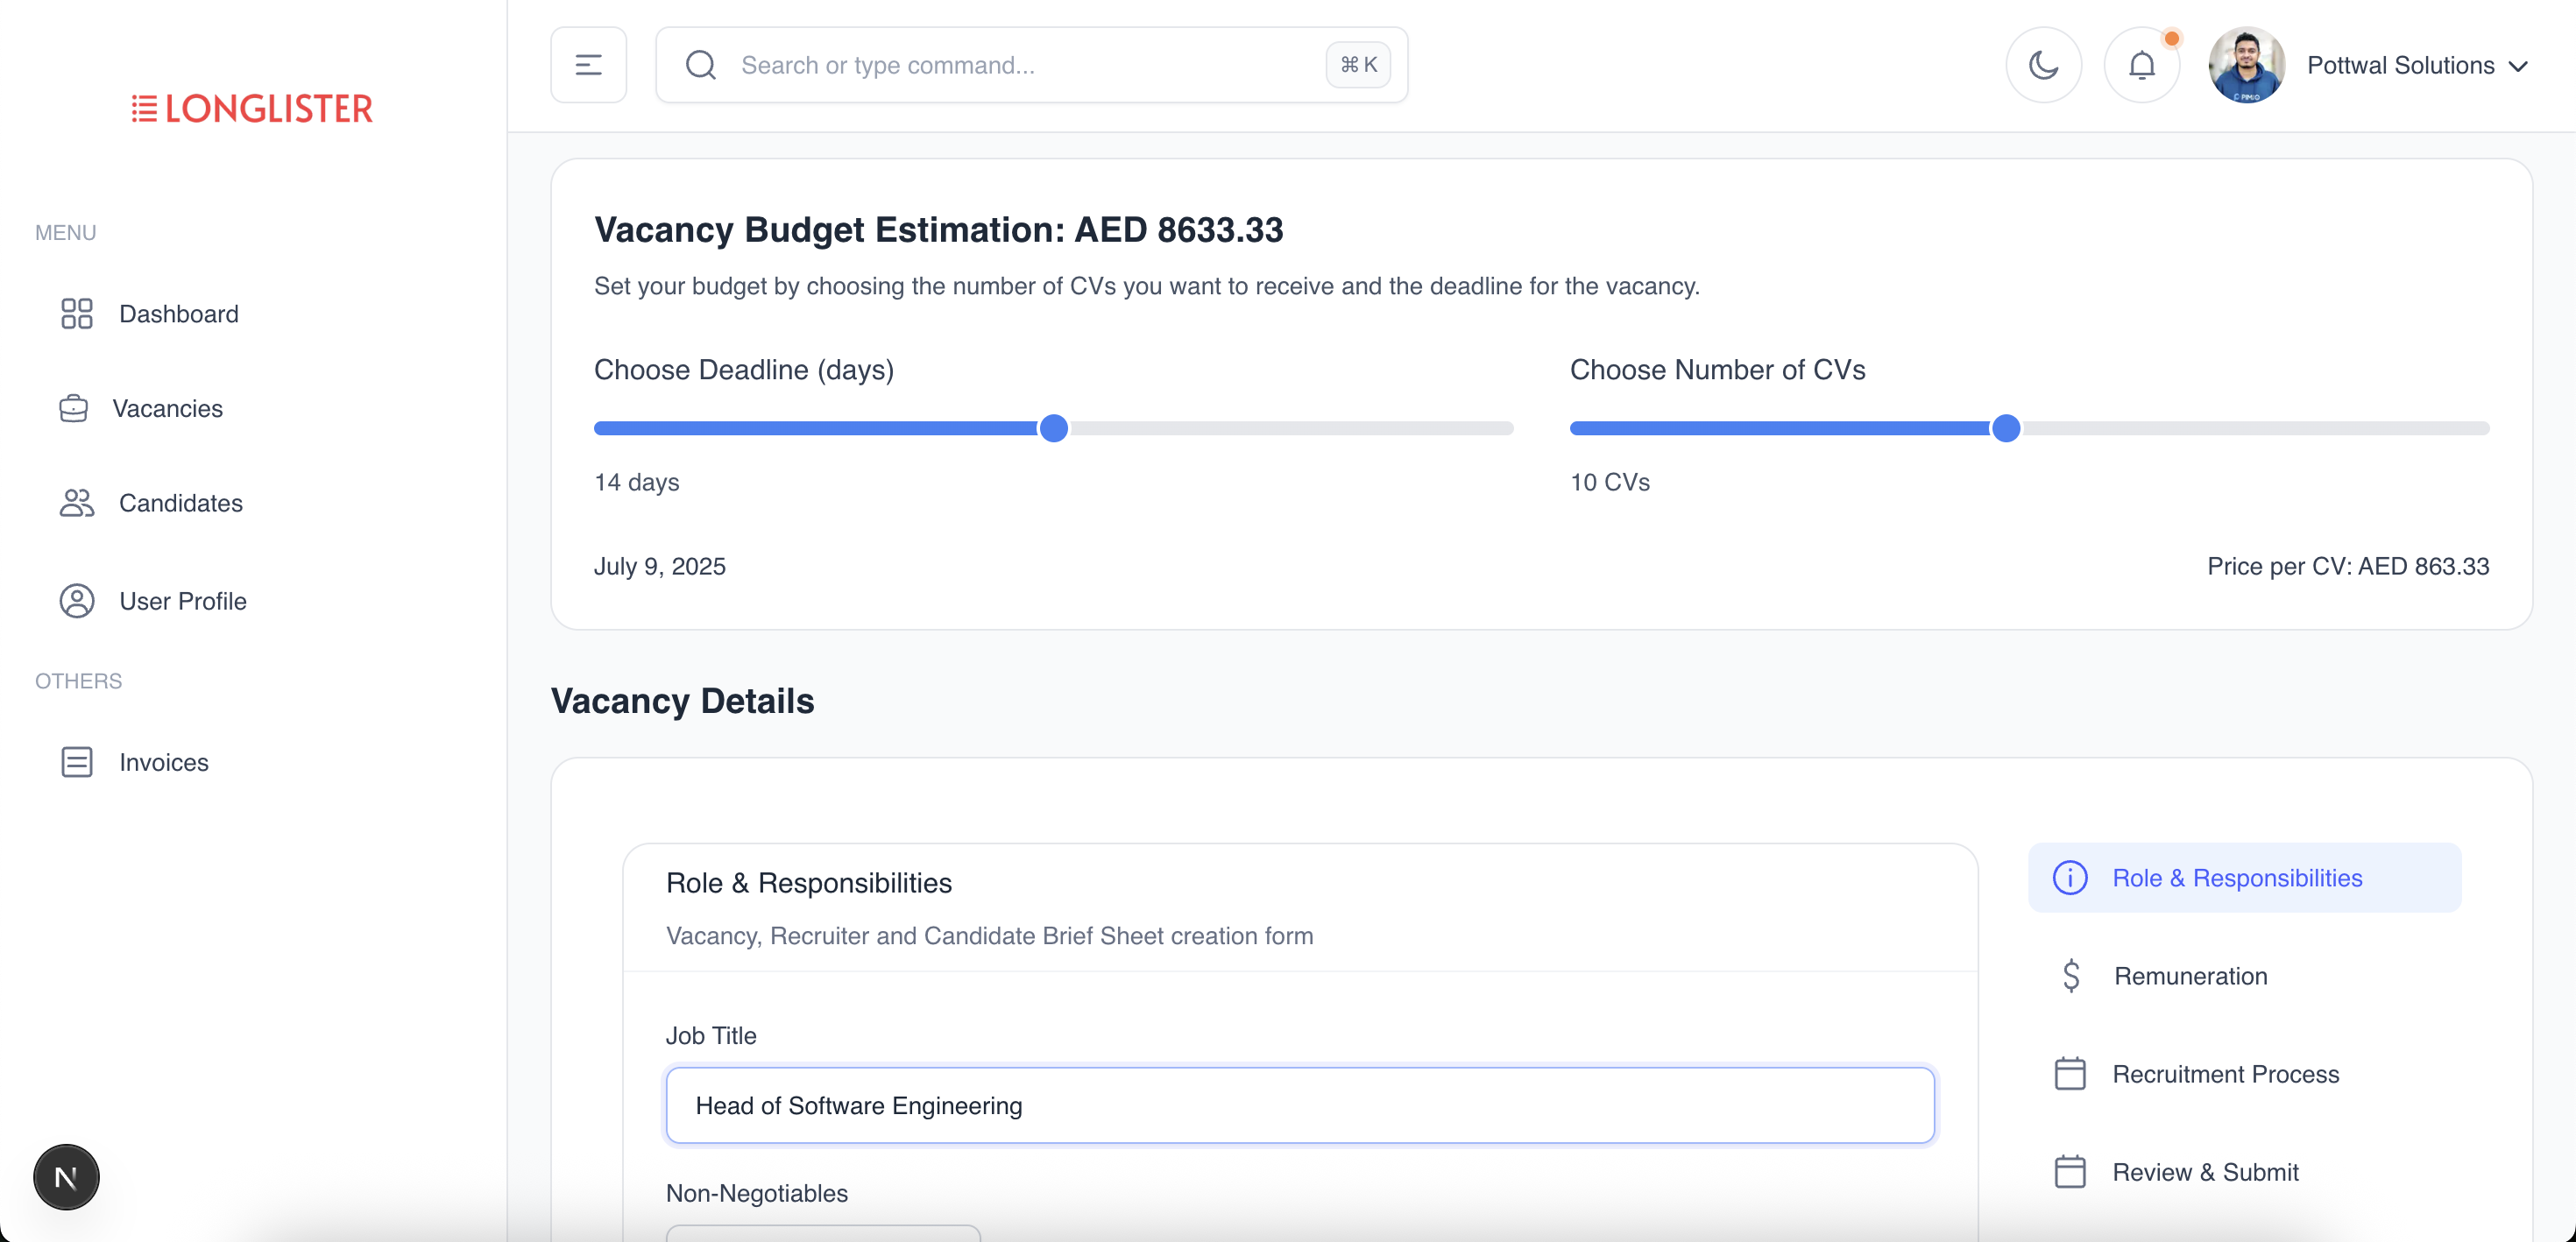 LONGLISTER
Search or type command...
⌘ K
Pottwal Solutions
MENU
Dashboard
Vacancies
Candidates
User Profile
OTHERS
Invoices
N
Vacancy Budget Estimation: AED 8633.33
Set your budget by choosing the number of CVs you want to receive and the deadline for the vacancy.
Choose Deadline (days)
14 days
July 9, 2025
Choose Number of CVs
10 CVs
Price per CV: AED 863.33
Vacancy Details
Role & Responsibilities
Vacancy, Recruiter and Candidate Brief Sheet creation form
Job Title
Head of Software Engineering
Non-Negotiables
Role & Responsibilities
Remuneration
Recruitment Process
Review & Submit